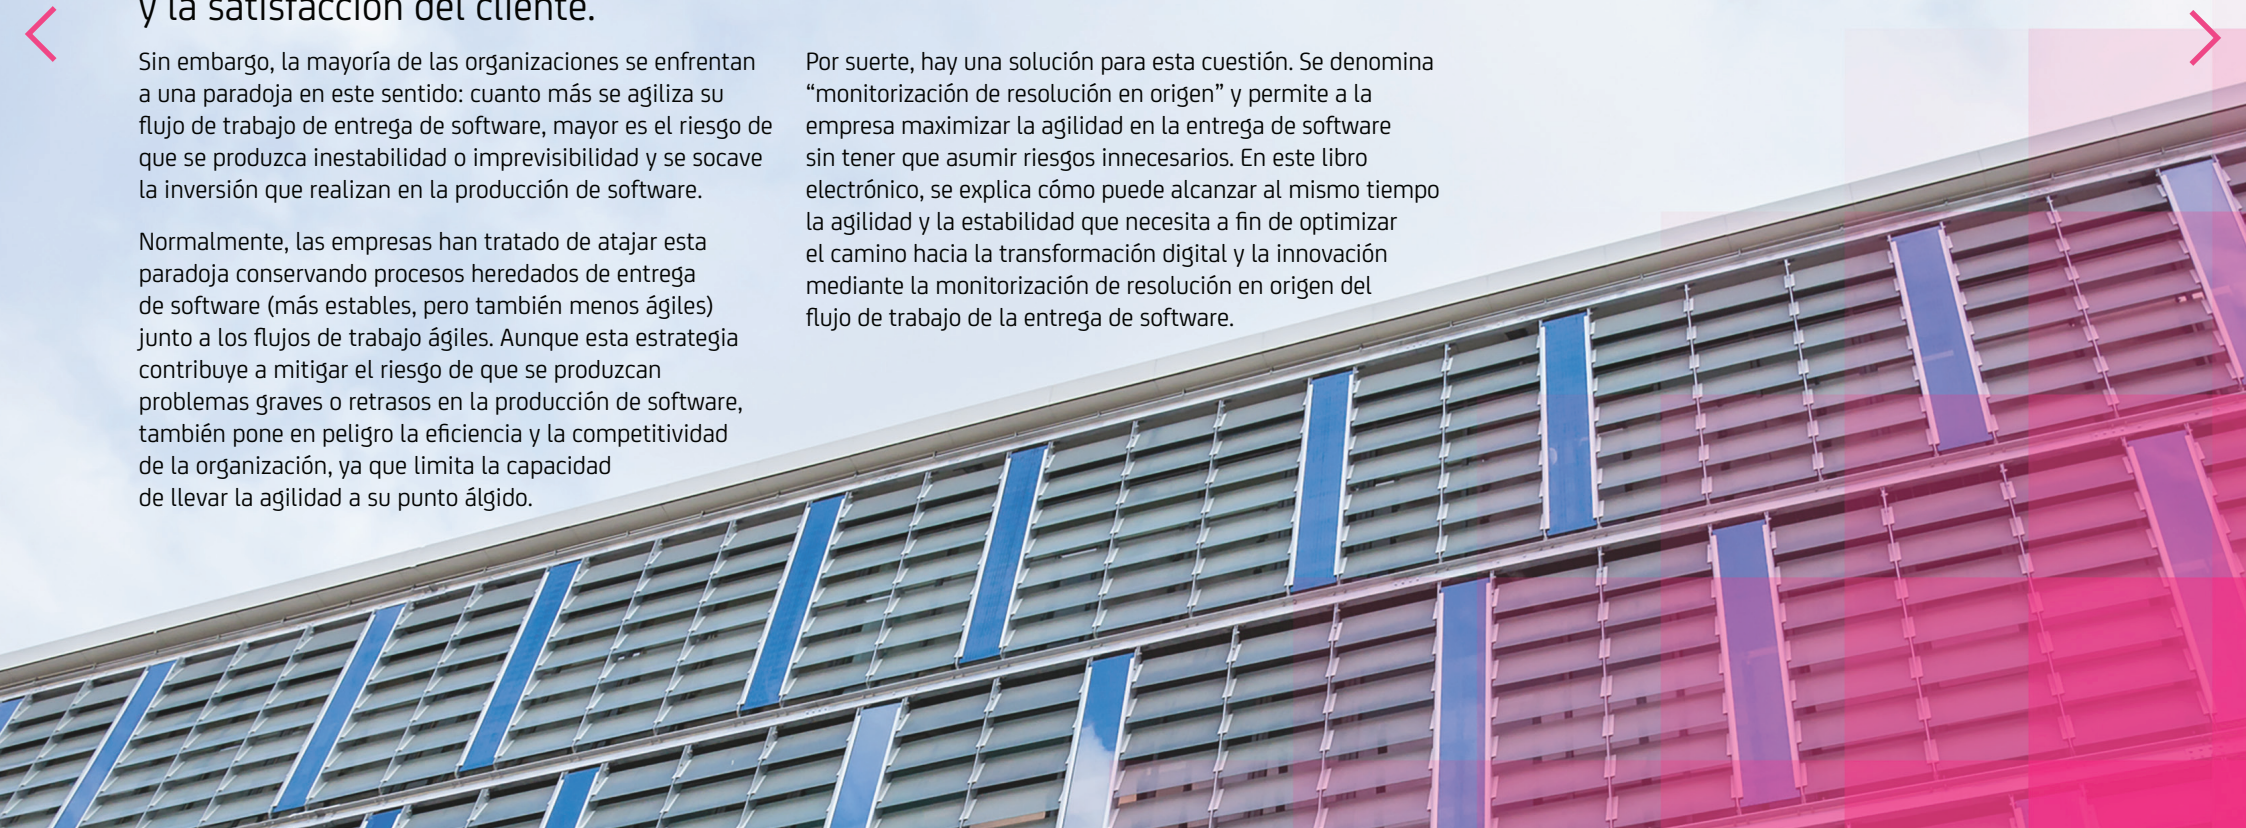 y la satisfacción del cliente.
Sin embargo, la mayoría de las organizaciones se enfrentan
a una paradoja en este sentido: cuanto más se agiliza su
flujo de trabajo de entrega de software, mayor es el riesgo de
que se produzca inestabilidad o imprevisibilidad y se socave
la inversión que realizan en la producción de software.
Normalmente, las empresas han tratado de atajar esta
paradoja conservando procesos heredados de entrega
de software (más estables, pero también menos ágiles)
junto a los flujos de trabajo ágiles. Aunque esta estrategia
contribuye a mitigar el riesgo de que se produzcan
problemas graves o retrasos en la producción de software,
también pone en peligro la eficiencia y la competitividad
de la organización, ya que limita la capacidad
de llevar la agilidad a su punto álgido.
Por suerte, hay una solución para esta cuestión. Se denomina
“monitorización de resolución en origen” y permite a la
empresa maximizar la agilidad en la entrega de software
sin tener que asumir riesgos innecesarios. En este libro
electrónico, se explica cómo puede alcanzar al mismo tiempo
la agilidad y la estabilidad que necesita a fin de optimizar
el camino hacia la transformación digital y la innovación
mediante la monitorización de resolución en origen del
flujo de trabajo de la entrega de software.